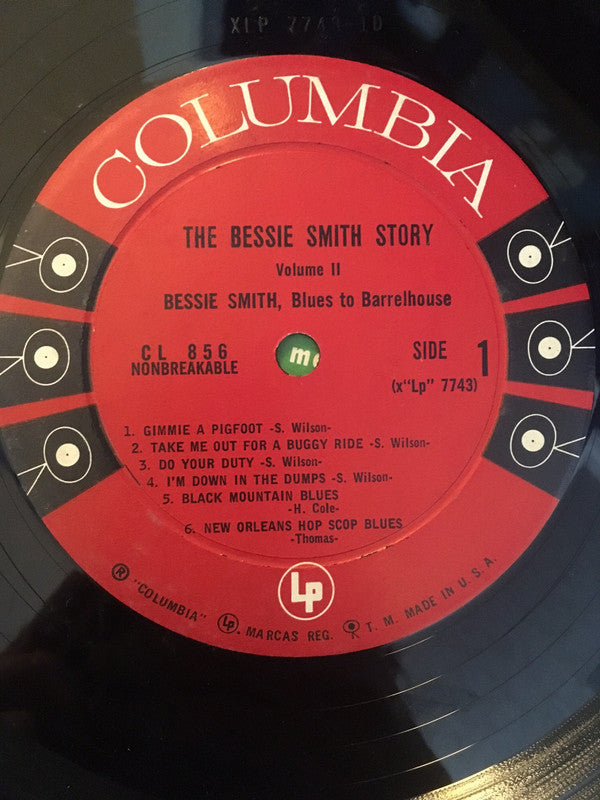 XLP 7743-1D
COLUMBIA
THE BESSIE SMITH STORY
Volume II
BESSIE SMITH, Blues to Barrelhouse
CL 856
NONBREAKABLE
SIDE 1
(x"Lp" 7743)
1. GIMMIE A PIGFOOT -S. Wilson-
2. TAKE ME OUT FOR A BUGGY RIDE -S. Wilson-
3. DO YOUR DUTY -S. Wilson-
4. I'M DOWN IN THE DUMPS -S. Wilson-
5. BLACK MOUNTAIN BLUES
-H. Cole-
6. NEW ORLEANS HOP SCOP BLUES
-Thomas-
Lp
® "COLUMBIA" Lp. MARCAS REG. T. M. MADE IN U. S. A.